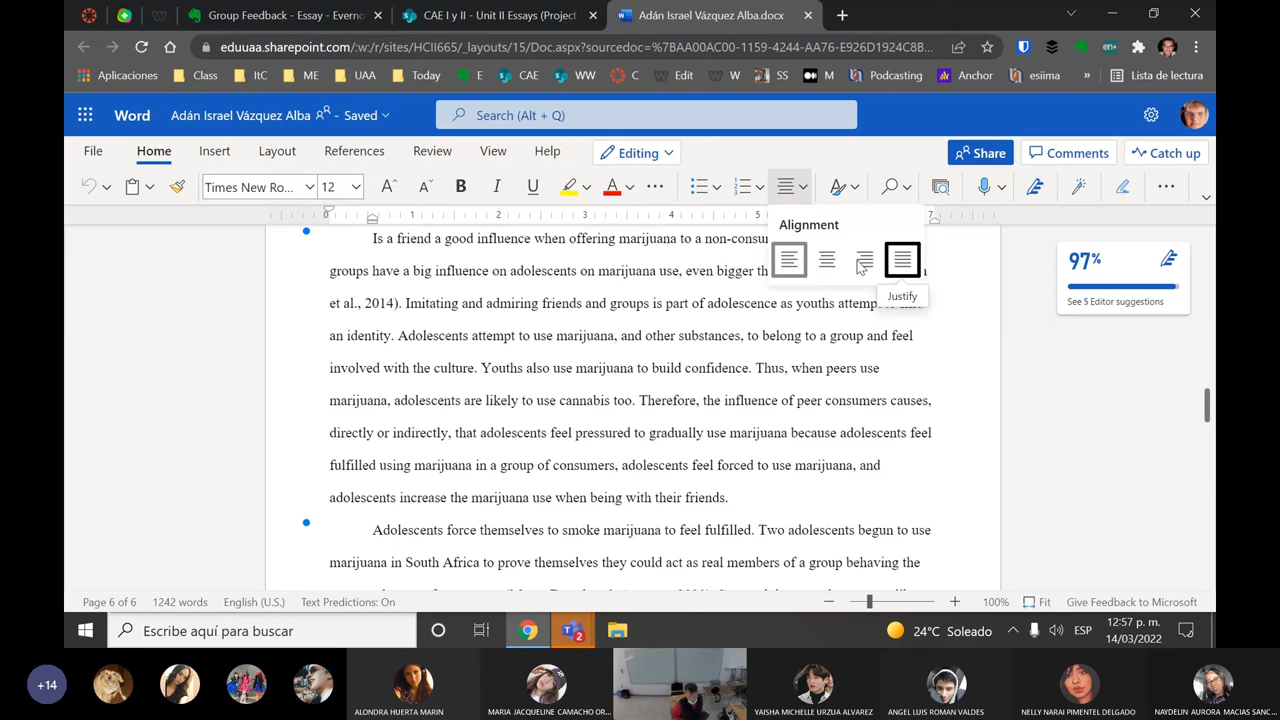 Group Feedback - Essay - Everno
CAE I y II - Unit II Essays (Project
Adán Israel Vázquez Alba.docx
eduuaa.sharepoint.com/:w:/r/sites/HCII665/_layouts/15/Doc.aspx?sourcedoc=%7BAA00AC00-1159-4244-AA76-E926D1924C8B...
Aplicaciones Class ItC ME UAA Today E CAE WW C Edit W SS M Podcasting Anchor esiima » Lista de lectura
Word Adán Israel Vázquez Alba - Saved Search (Alt + Q)
File Home Insert Layout References Review View Help Editing Share Comments Catch up
Times New Ro... 12 A A B I U A
0 1 2 3 4 5 7
Alignment
Justify
97%
See 5 Editor suggestions
Is a friend a good influence when offering marijuana to a non-consu
groups have a big influence on adolescents on marijuana use, even bigger th
et al., 2014). Imitating and admiring friends and groups is part of adolescence as youths attempt
an identity. Adolescents attempt to use marijuana, and other substances, to belong to a group and feel
involved with the culture. Youths also use marijuana to build confidence. Thus, when peers use
marijuana, adolescents are likely to use cannabis too. Therefore, the influence of peer consumers causes,
directly or indirectly, that adolescents feel pressured to gradually use marijuana because adolescents feel
fulfilled using marijuana in a group of consumers, adolescents feel forced to use marijuana, and
adolescents increase the marijuana use when being with their friends.
Adolescents force themselves to smoke marijuana to feel fulfilled. Two adolescents begun to use
marijuana in South Africa to prove themselves they could act as real members of a group behaving the
Page 6 of 6 1242 words English (U.S.) Text Predictions: On 100% Fit Give Feedback to Microsoft
Escribe aquí para buscar 2 24°C Soleado ESP 12:57 p. m.
14/03/2022
+14 ALONDRA HUERTA MARIN MARIA JACQUELINE CAMACHO OR... YAISHA MICHELLE URZUA ALVAREZ ANGEL LUIS ROMAN VALDES NELLY NARAI PIMENTEL DELGADO NAYDELIN AURORA MACIAS SAN...